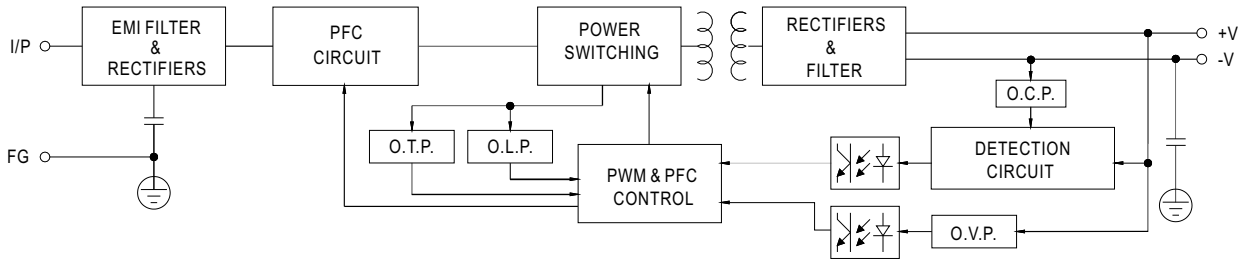 I/P
EMI FILTER
&
RECTIFIERS
PFC
CIRCUIT
POWER
SWITCHING
RECTIFIERS
&
FILTER
+V
-V
O.C.P.
FG
O.T.P.
O.L.P.
PWM & PFC
CONTROL
DETECTION
CIRCUIT
O.V.P.